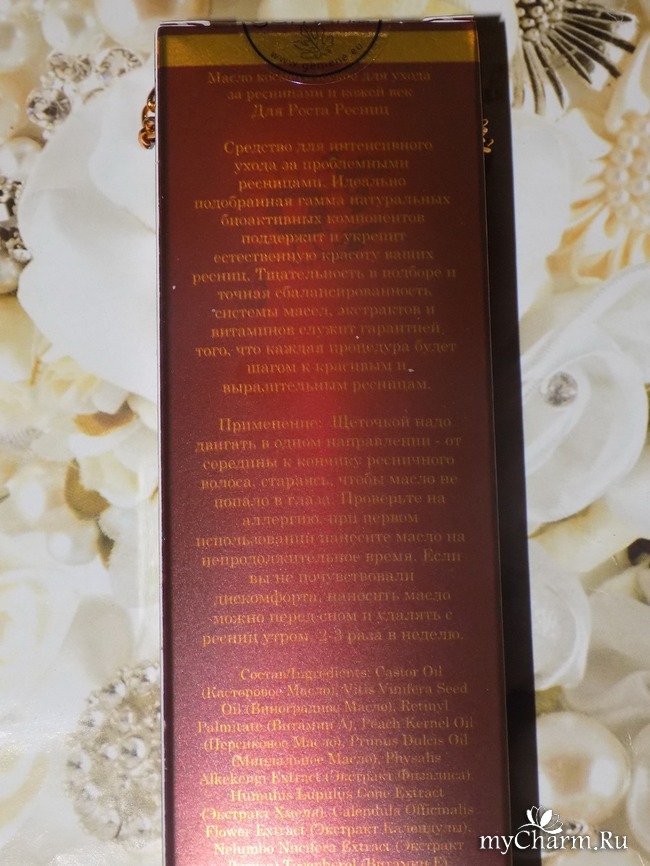 Масло косметическое для ухода
за ресницами и кожей век
Для Роста Ресниц
Средство для интенсивного
ухода за проблемными
ресницами. Идеально
подобранная гамма натуральных
биоактивных компонентов
поддержит и укрепит
естественную красоту ваших
ресниц. Тщательность в подборе и
точная сбалансированность
системы масел, экстрактов и
витаминов служит гарантией,
того, что каждая процедура будет
шагом к красивым и
выразительным ресницам.
Применение: Щеточкой надо
двигать в одном направлении - от
середины к кончику ресничного
волоса, стараясь, чтобы масло не
попало в глаза. Проверьте на
аллергию, при первом
использовании нанесите масло на
непродолжительное время. Если
вы не почувствовали
дискомфорта, наносить масло
можно перед сном и удалять с
ресниц утром, 2-3 раза в неделю.
Состав/Ingredients: Castor Oil
(Касторовое Масло), Vitis Vinifera Seed
Oil (Виноградное Масло), Retinyl
Palmitate (Витамин А), Peach Kernel Oil
(Персиковое Масло), Prunus Dulcis Oil
(Миндальное Масло), Physalis
Alkekengi Extract (Экстракт Физалиса),
Humulus Lupulus Cone Extract
(Экстракт Хмеля), Calendula Officinalis
Flower Extract (Экстракт Календулы),
Nelumbo Nucifera Extract (Экстракт
Tocopherol (Витамин Е)
myCharm.Ru